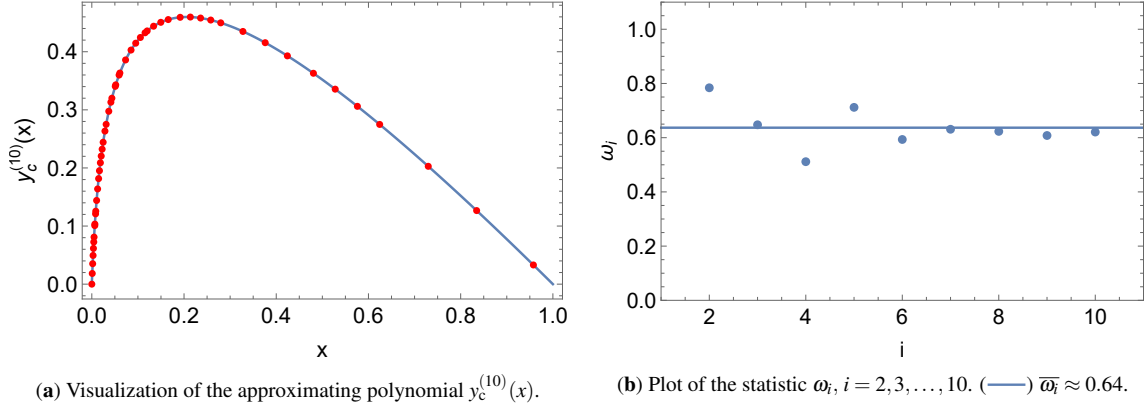 0.4
0.3
0.2
0.1
0.0
y_c^{(10)}(x)
0.0 0.2 0.4 0.6 0.8 1.0
x
(a) Visualization of the approximating polynomial y_c^{(10)}(x).
1.0
0.8
0.6
0.4
0.2
0.0
ω_i
2 4 6 8 10
i
(b) Plot of the statistic ω_i, i = 2,3,...,10. (—) \overline{ω_i} ≈ 0.64.